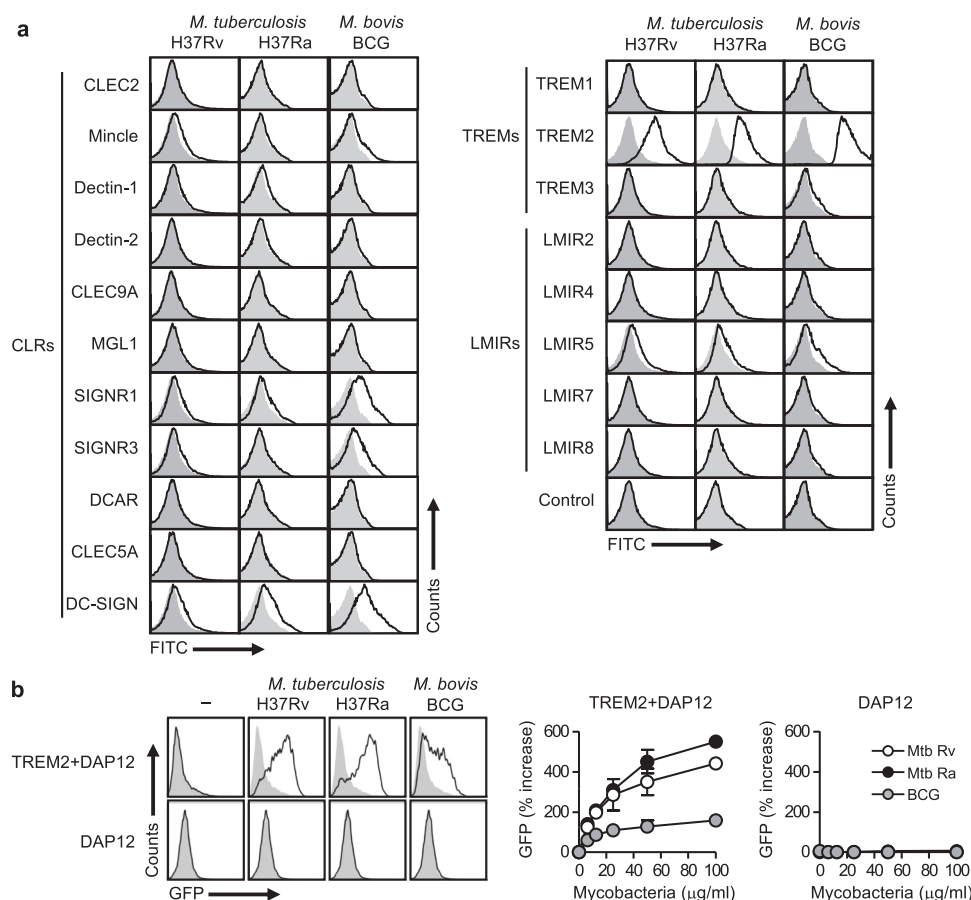 a
M. tuberculosis M. bovis
H37Rv H37Ra BCG
CLRs
CLEC2
Mincle
Dectin-1
Dectin-2
CLEC9A
MGL1
SIGNR1
SIGNR3
DCAR
CLEC5A
DC-SIGN
FITC
Counts
M. tuberculosis M. bovis
H37Rv H37Ra BCG
TREMs
TREM1
TREM2
TREM3
LMIRs
LMIR2
LMIR4
LMIR5
LMIR7
LMIR8
Control
FITC
Counts
b
M. tuberculosis M. bovis
– H37Rv H37Ra BCG
TREM2+DAP12
DAP12
Counts
GFP
TREM2+DAP12
GFP (% increase)
600
400
200
0
0 20 40 60 80 100
Mycobacteria (μg/ml)
DAP12
GFP (% increase)
600
400
200
0
0 20 40 60 80 100
Mycobacteria (μg/ml)
Mtb Rv
Mtb Ra
BCG